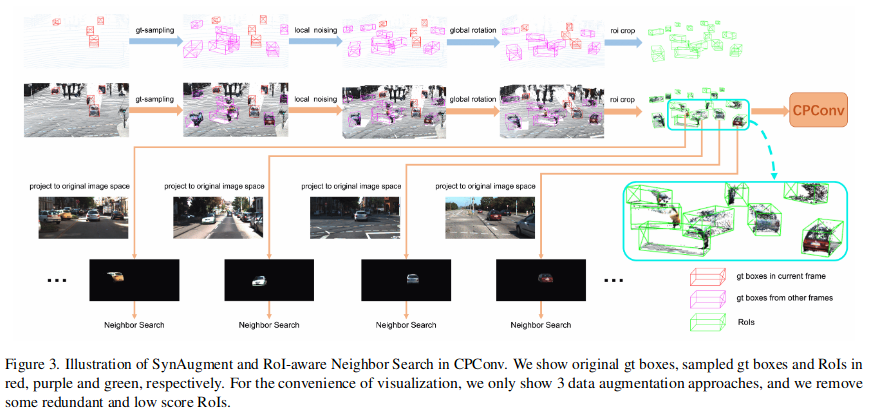 gt-sampling
local noising
global rotation
roi crop
gt-sampling
local noising
global rotation
roi crop
CPConv
project to original image space
project to original image space
project to original image space
project to original image space
...
...
gt boxes in current frame
gt boxes from other frames
RoIs
Neighbor Search
Neighbor Search
Neighbor Search
Neighbor Search
Figure 3. Illustration of SynAugment and RoI-aware Neighbor Search in CPConv. We show original gt boxes, sampled gt boxes and RoIs in
red, purple and green, respectively. For the convenience of visualization, we only show 3 data augmentation approaches, and we remove
some redundant and low score RoIs.